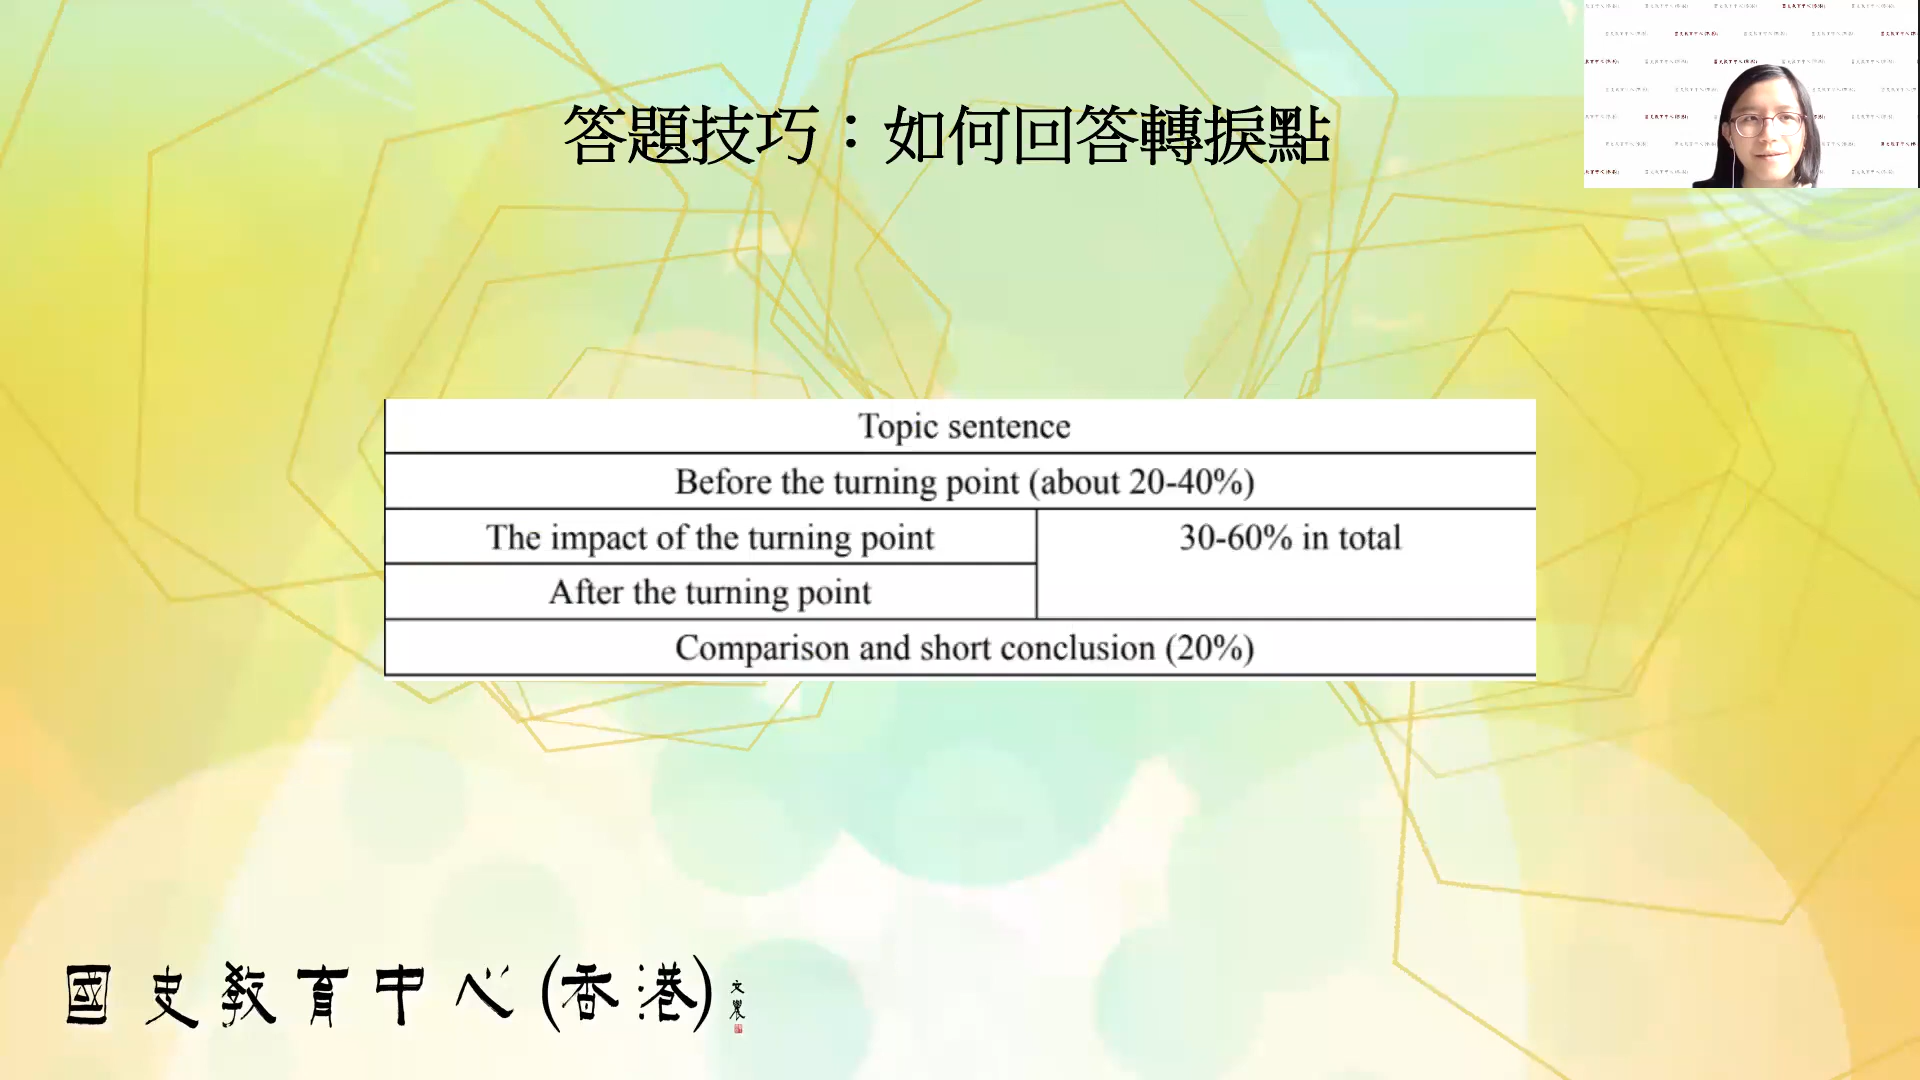 答題技巧：如何回答轉捩點
Topic sentence
Before the turning point (about 20-40%)
The impact of the turning point
30-60% in total
After the turning point
Comparison and short conclusion (20%)
國史教育中心(香港)
文農